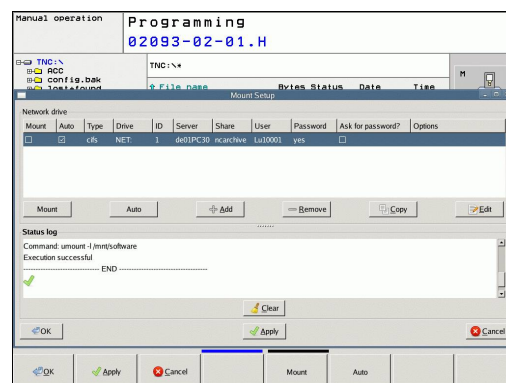 Manual operation
Programming
02093-02-01.H
TNC:\
ACC
config.bak
lost+found
TNC:\*
File name Bytes Status Date Time
M
Mount Setup
Network drive
Mount Auto Type Drive ID Server Share User Password Ask for password? Options
cifs NET: 1 de01PC30 ncarchive Lu10001 yes
Mount Auto Add Remove Copy Edit
Status log
Command: umount -l /mnt/software
Execution successful
------------------------------ END -----------------------------------
Clear
OK Apply Cancel
OK Apply Cancel Mount Auto